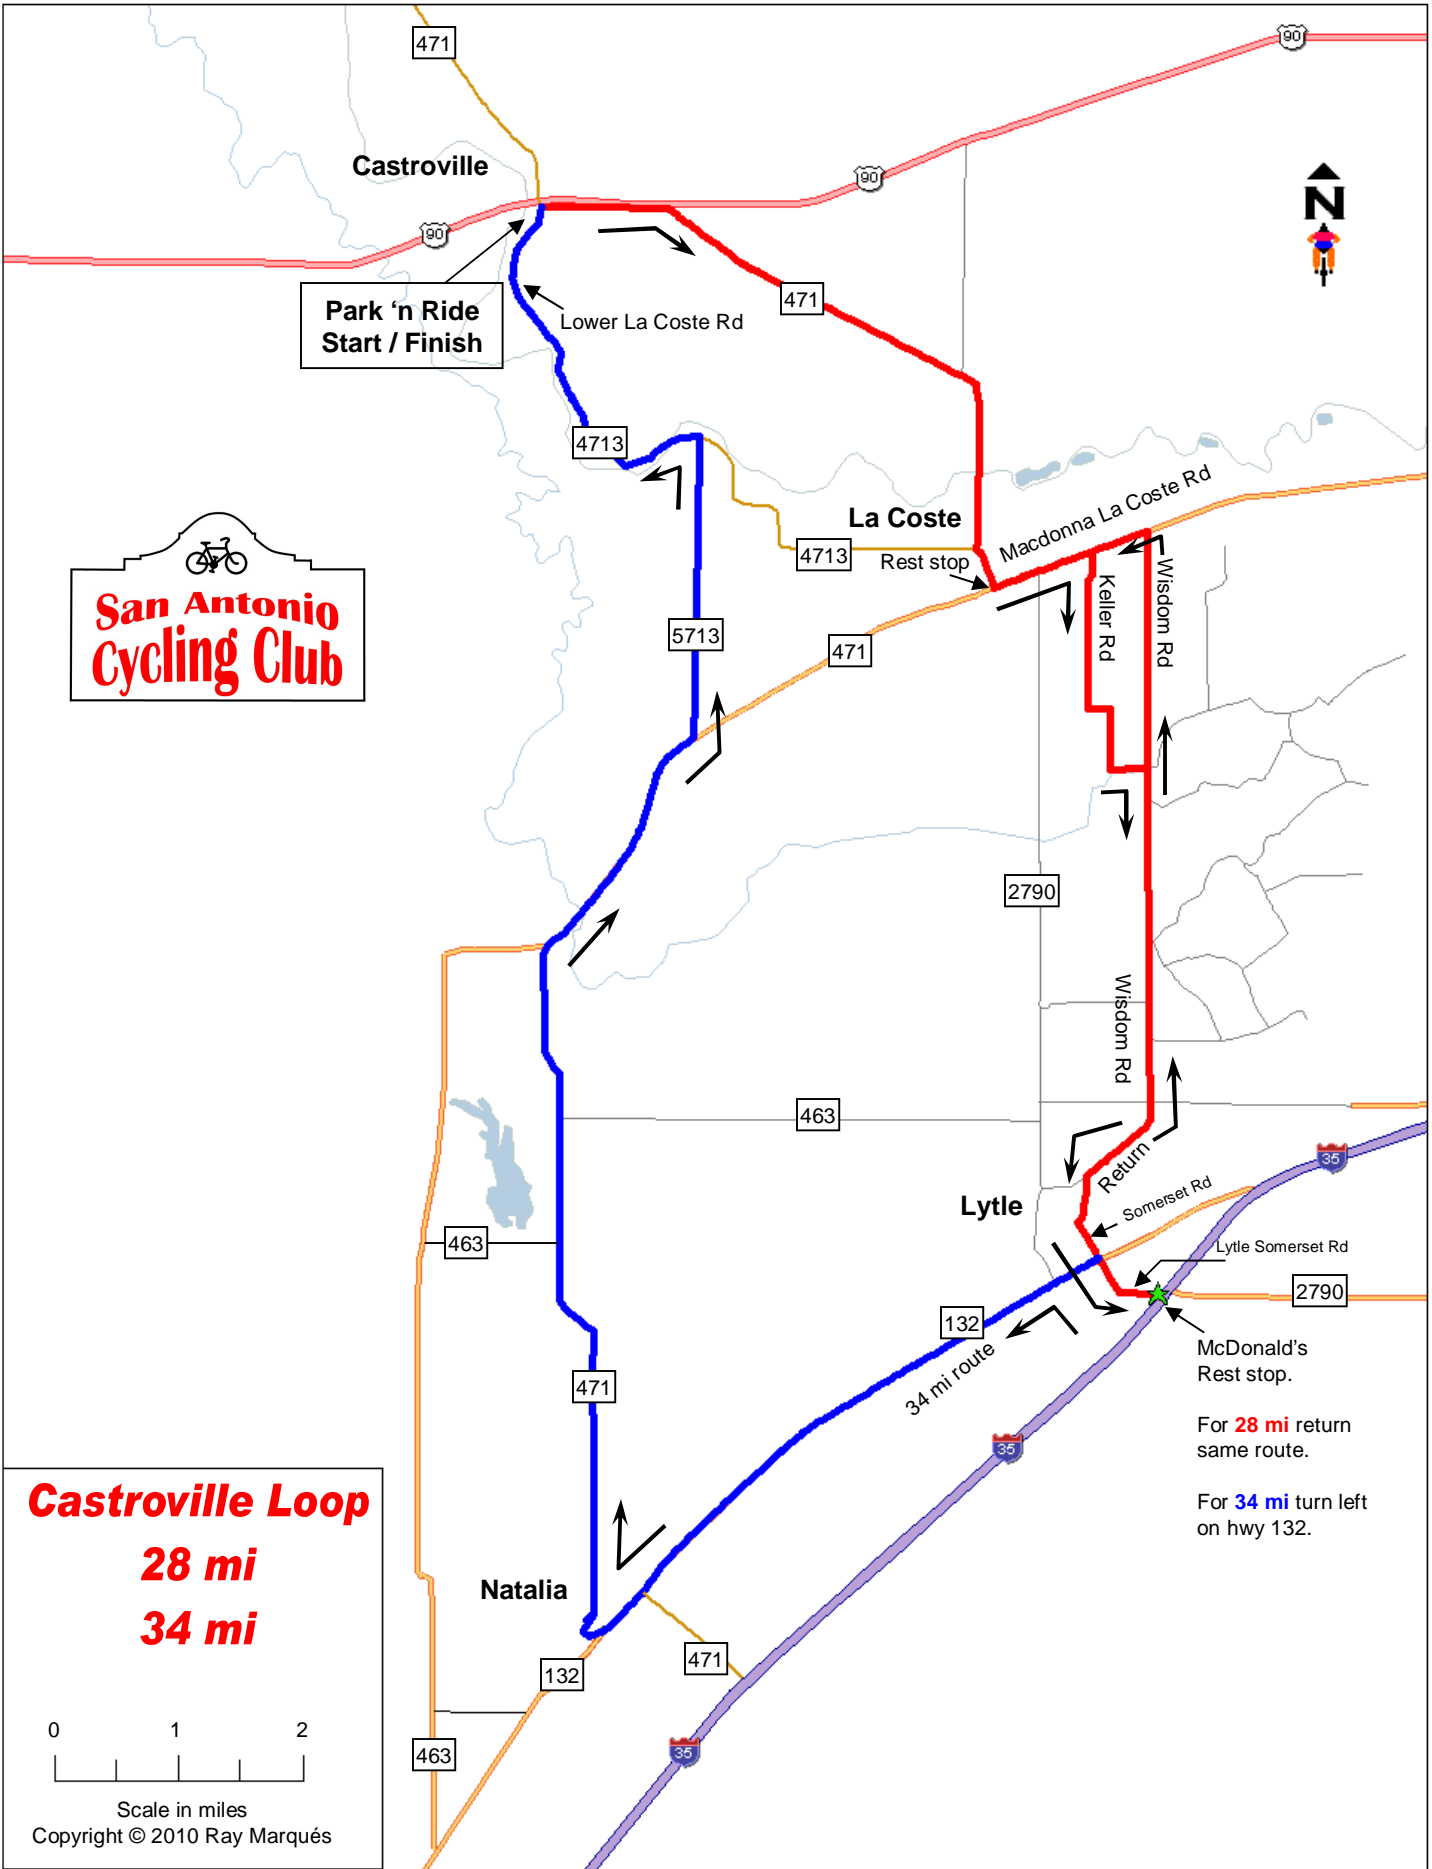 471
90
Castroville
90
90
N
Park ‘n Ride
Start / Finish
471
Lower La Coste Rd
4713
La Coste
Macdonna La Coste Rd
4713
Rest stop
Keller Rd
Wisdom Rd
San Antonio
Cycling Club
5713
471
2790
Wisdom Rd
463
35
Return
Lytle
Somerset Rd
463
Lytle Somerset Rd
2790
132
McDonald’s
Rest stop.
34 mi route
471
For 28 mi return
same route.
35
For 34 mi turn left
on hwy 132.
Castroville Loop
28 mi
34 mi
Natalia
471
132
35
463
0 1 2
Scale in miles
Copyright © 2010 Ray Marqués